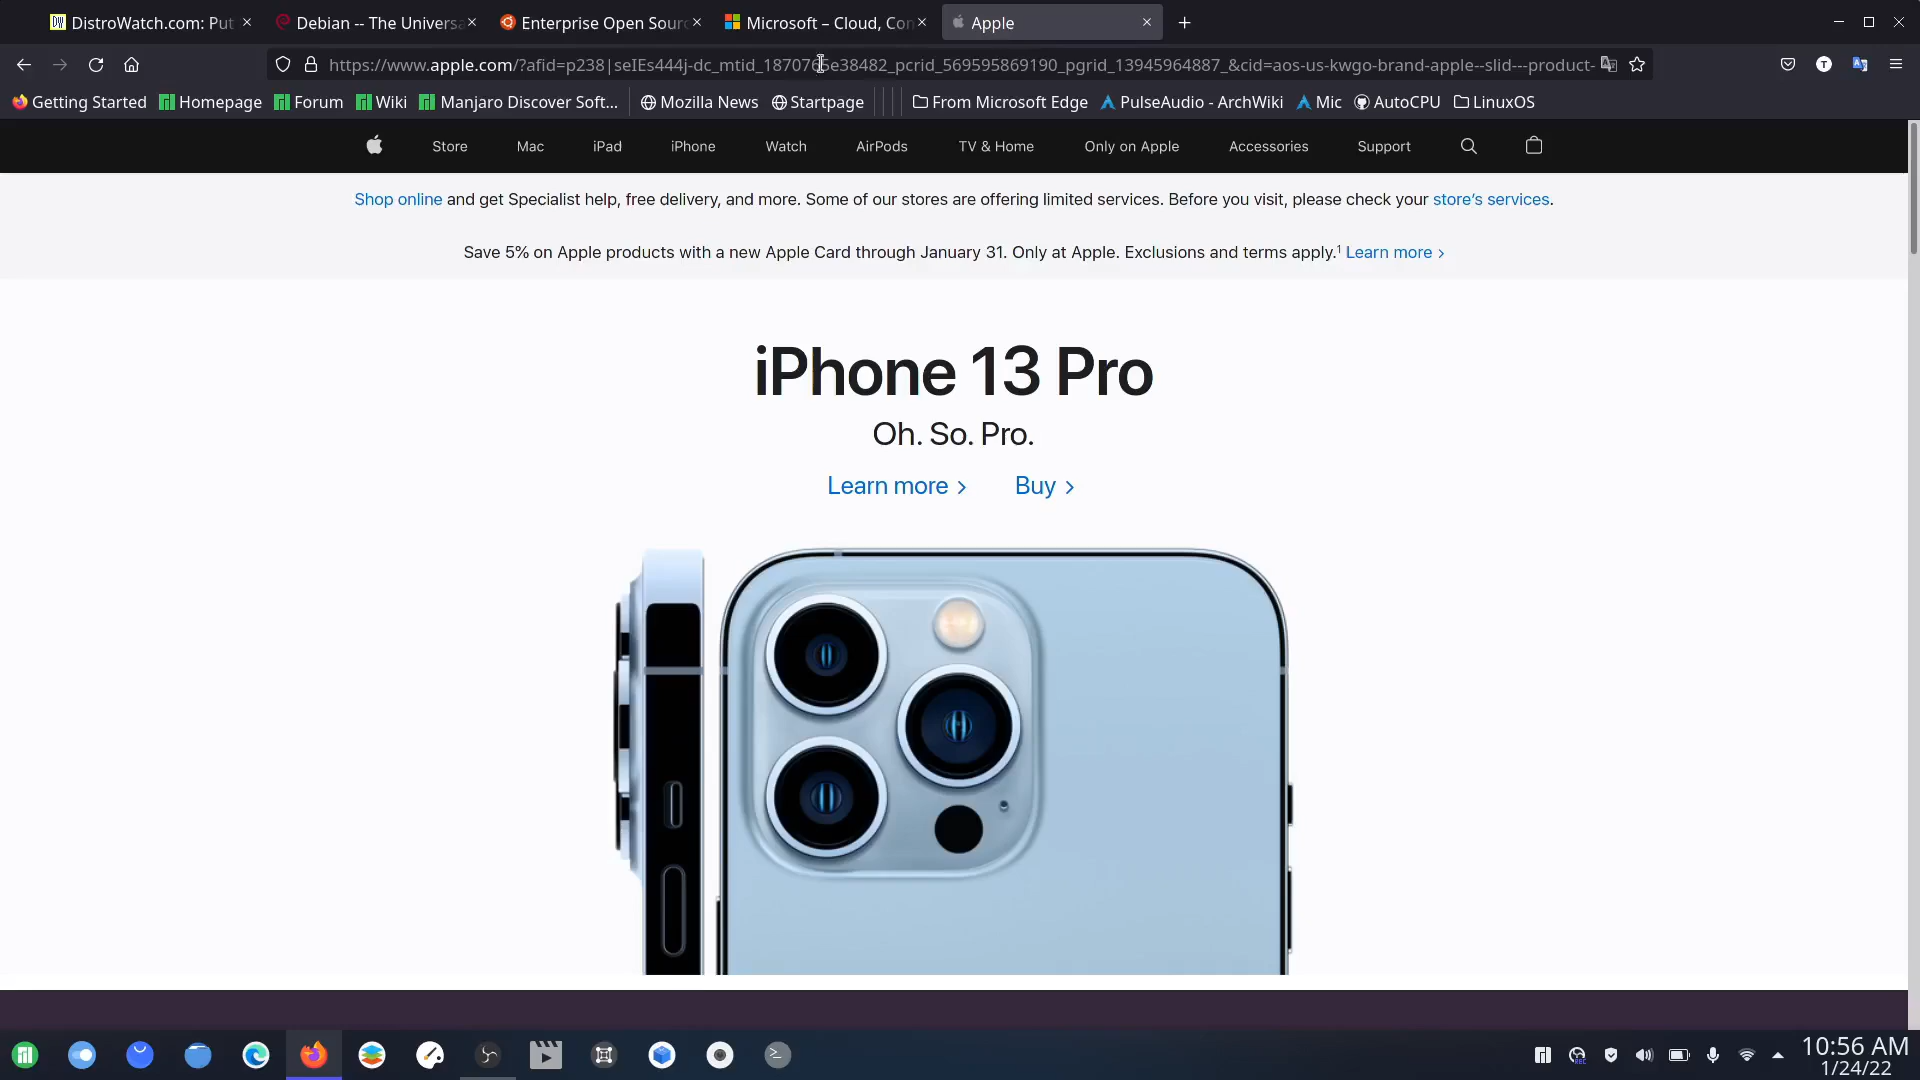 DistroWatch.com: Put
Debian -- The Universa
Enterprise Open Sourc
Microsoft – Cloud, Con
Apple
https://www.apple.com/?afid=p238|seIEs444j-dc_mtid_1870765e38482_pcrid_569595869190_pgrid_13945964887_&cid=aos-us-kwgo-brand-apple--slid---product-
Getting Started Homepage Forum Wiki Manjaro Discover Soft... Mozilla News Startpage From Microsoft Edge PulseAudio - ArchWiki Mic AutoCPU LinuxOS
Store Mac iPad iPhone Watch AirPods TV & Home Only on Apple Accessories Support
Shop online and get Specialist help, free delivery, and more. Some of our stores are offering limited services. Before you visit, please check your store’s services.
Save 5% on Apple products with a new Apple Card through January 31. Only at Apple. Exclusions and terms apply.¹ Learn more >
iPhone 13 Pro
Oh. So. Pro.
Learn more > Buy >
10:56 AM
1/24/22